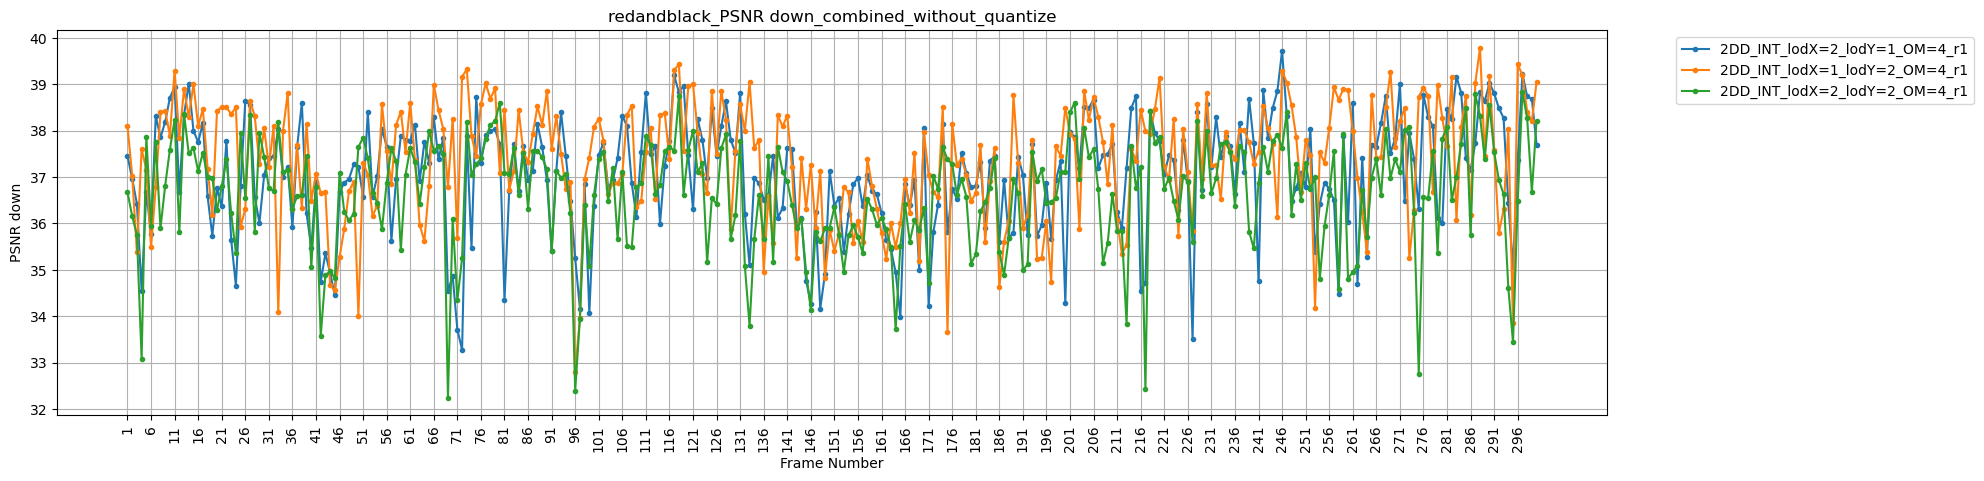 redandblack_PSNR down_combined_without_quantize
40
39
38
37
36
35
34
33
32
PSNR down
1 6 11 16 21 26 31 36 41 46 51 56 61 66 71 76 81 86 91 96 101 106 111 116 121 126 131 136 141 146 151 156 161 166 171 176 181 186 191 196 201 206 211 216 221 226 231 236 241 246 251 256 261 266 271 276 281 286 291 296
Frame Number
2DD_INT_lodX=2_lodY=1_OM=4_r1
2DD_INT_lodX=1_lodY=2_OM=4_r1
2DD_INT_lodX=2_lodY=2_OM=4_r1